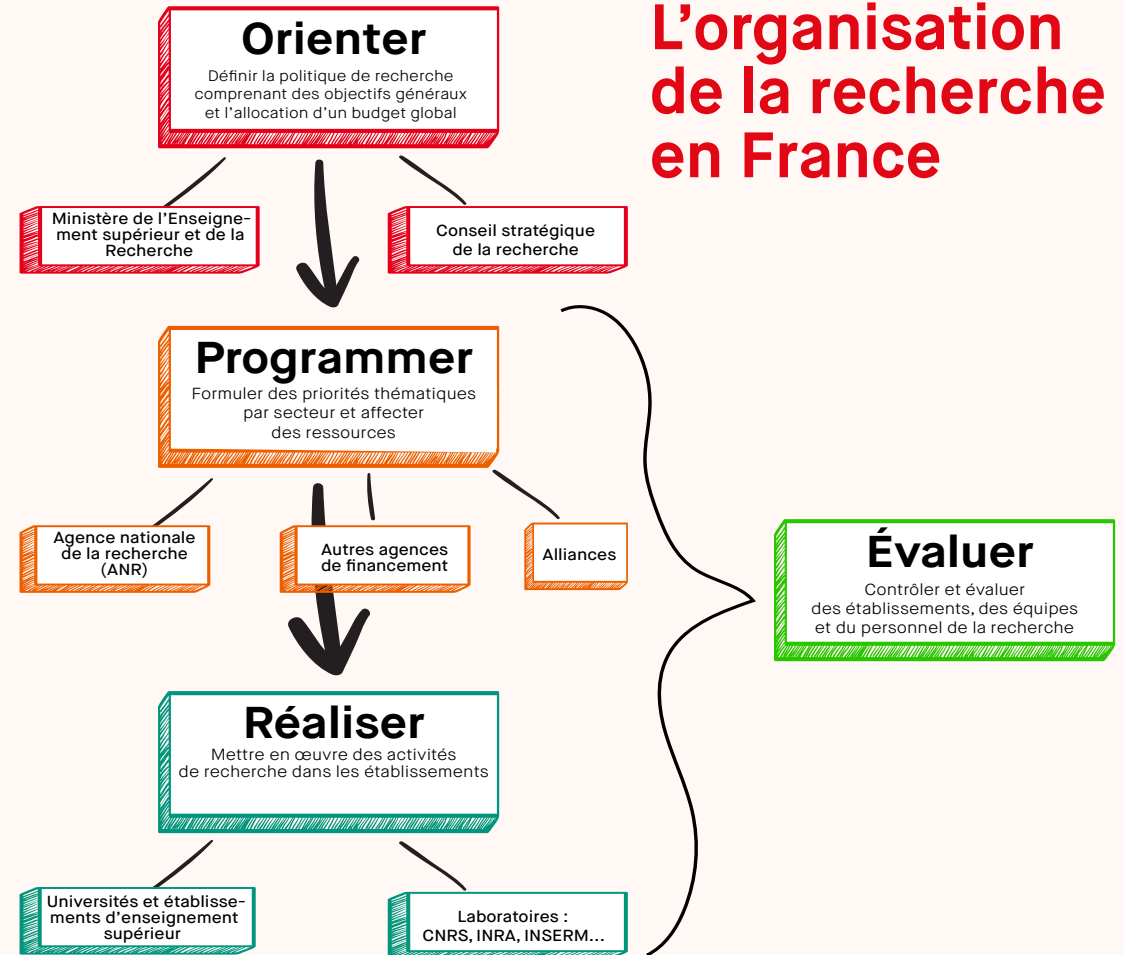 L’organisation
de la recherche
en France
Orienter
Définir la politique de recherche
comprenant des objectifs généraux
et l’allocation d’un budget global
Ministère de l’Enseigne-
ment supérieur et de la
Recherche
Conseil stratégique
de la recherche
Programmer
Formuler des priorités thématiques
par secteur et affecter
des ressources
Agence nationale
de la recherche
(ANR)
Autres agences
de financement
Alliances
Réaliser
Mettre en œuvre des activités
de recherche dans les établissements
Universités et établisse-
ments d’enseignement
supérieur
Laboratoires :
CNRS, INRA, INSERM...
Évaluer
Contrôler et évaluer
des établissements, des équipes
et du personnel de la recherche